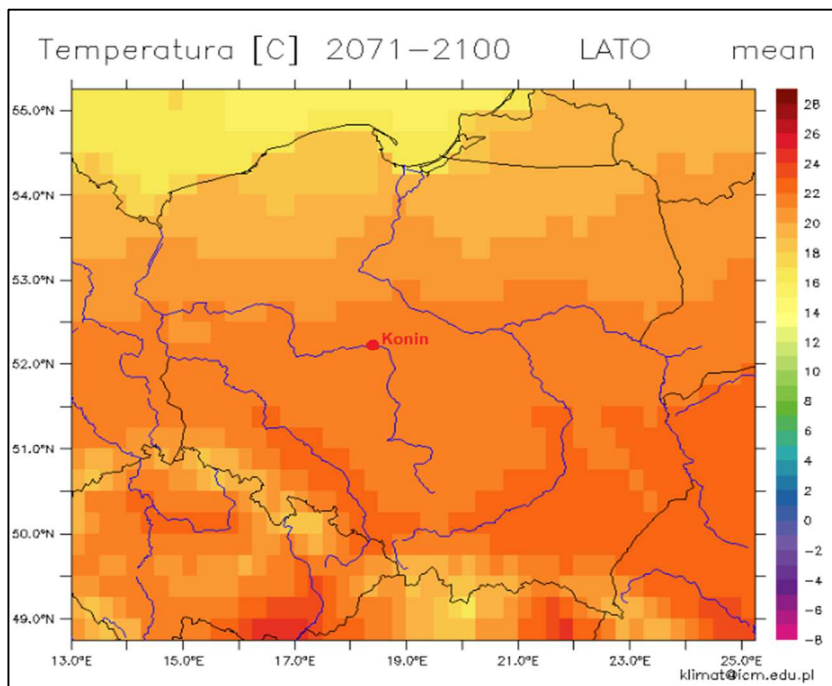 Temperatura [C] 2071-2100 LATO mean
55.0°N
54.0°N
53.0°N
52.0°N
51.0°N
50.0°N
49.0°N
Konin
28
26
24
22
20
18
16
14
12
10
8
6
4
2
0
-2
-4
-6
-8
13.0°E 15.0°E 17.0°E 19.0°E 21.0°E 23.0°E 25.0°E
klimat@icm.edu.pl